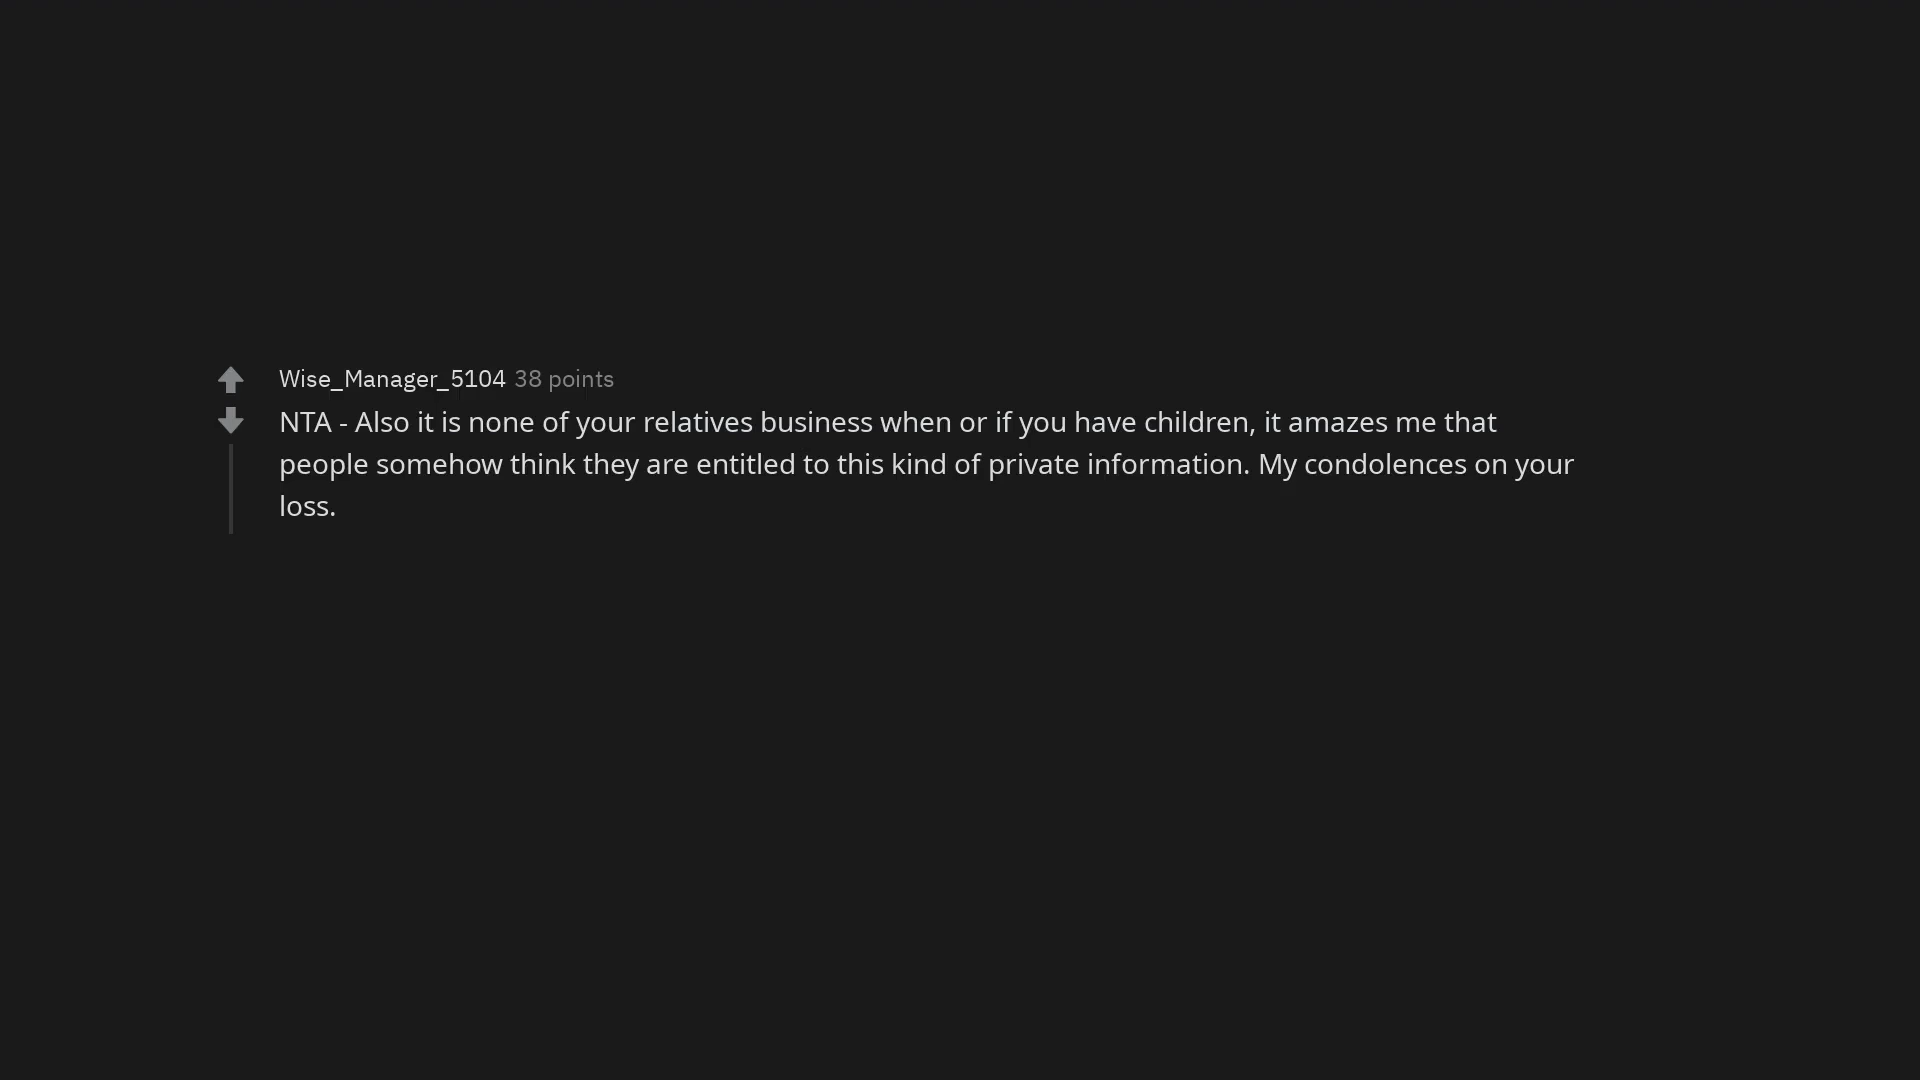 Wise_Manager_5104 38 points
NTA - Also it is none of your relatives business when or if you have children, it amazes me that
people somehow think they are entitled to this kind of private information. My condolences on your
loss.